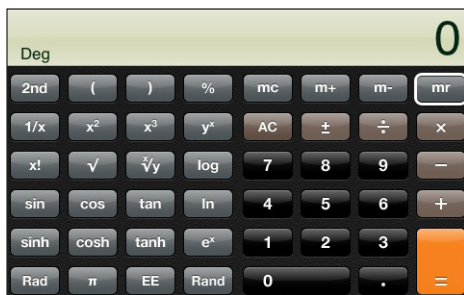 0
Deg
2nd ( ) % mc m+ m- mr
1/x x² x³ yˣ AC ± ÷ ×
x! √ ˣ√y log 7 8 9 −
sin cos tan ln 4 5 6 +
sinh cosh tanh eˣ 1 2 3
Rad π EE Rand 0 . =